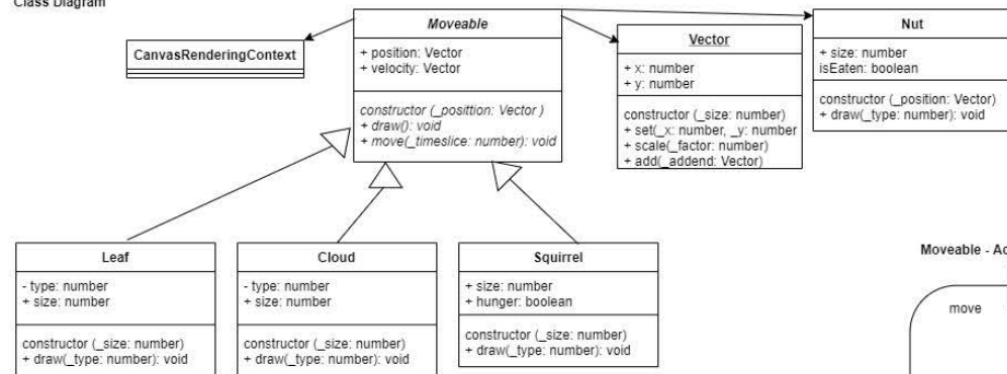 Class Diagram
Moveable
+ position: Vector
+ velocity: Vector
constructor (_posittion: Vector )
+ draw(): void
+ move(_timeslice: number): void
CanvasRenderingContext
Vector
+ x: number
+ y: number
constructor (_size: number)
+ set(_x: number, _y: number
+ scale(_factor: number)
+ add(_addend: Vector)
Nut
+ size: number
isEaten: boolean
constructor (_position: Vector)
+ draw(_type: number): void
Leaf
- type: number
+ size: number
constructor (_size: number)
+ draw(_type: number): void
Cloud
- type: number
+ size: number
constructor (_size: number)
+ draw(_type: number): void
Squirrel
+ size: number
+ hunger: boolean
constructor (_size: number)
+ draw(_type: number): void
Moveable - Ac
move